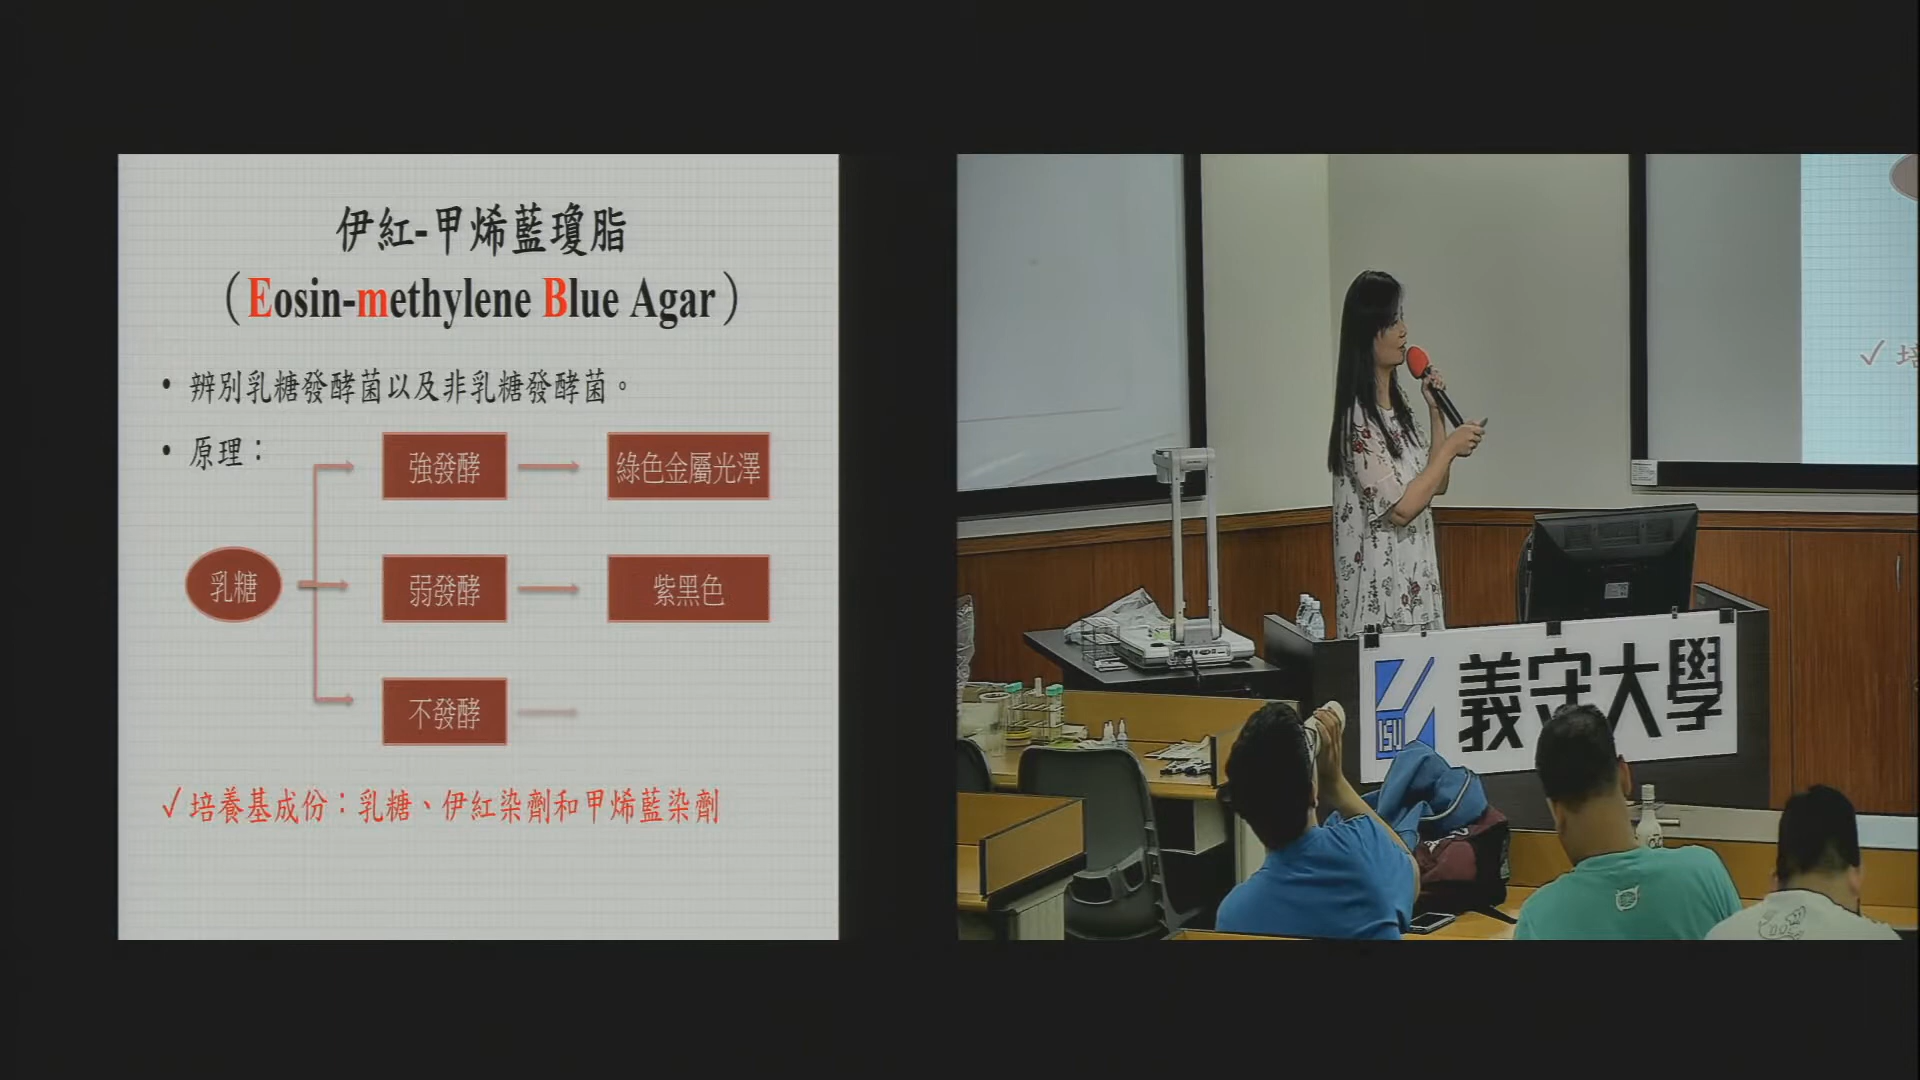 伊紅-甲烯藍瓊脂
（Eosin-methylene Blue Agar）
• 辨別乳糖發酵菌以及非乳糖發酵菌。
• 原理：
強發酵
綠色金屬光澤
乳糖
弱發酵
紫黑色
不發酵
✓ 培養基成份：乳糖、伊紅染劑和甲烯藍染劑
✓ 培
ISU
義守大學